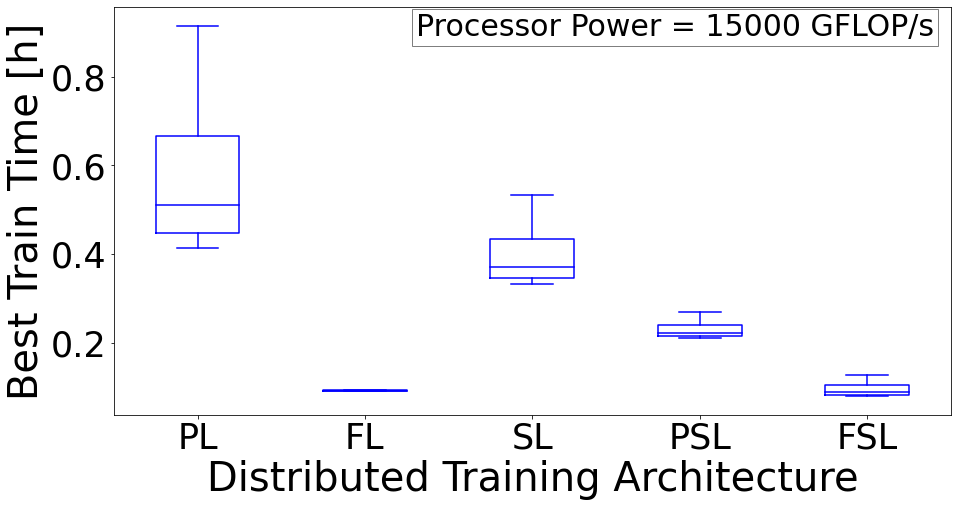 Processor Power = 15000 GFLOP/s
Best Train Time [h]
0.8
0.6
0.4
0.2
PL FL SL PSL FSL
Distributed Training Architecture